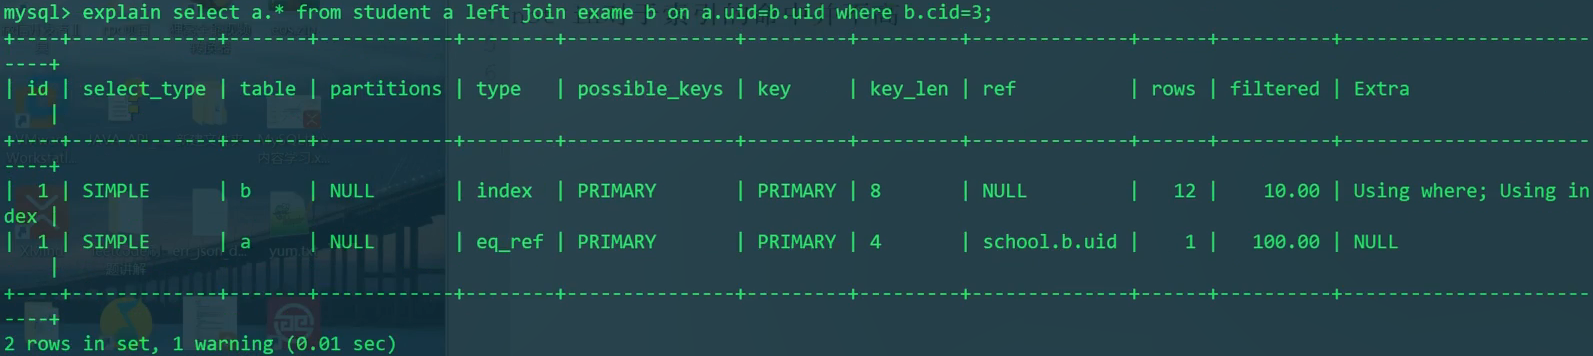 mysql> explain select a.* from student a left join exame b on a.uid=b.uid where b.cid=3;
+----+-------------+-------+------------+--------+---------------+---------+---------+--------------+------+----------+---------------------
----+
| id | select_type | table | partitions | type | possible_keys | key | key_len | ref | rows | filtered | Extra
|
+----+-------------+-------+------------+--------+---------------+---------+---------+--------------+------+----------+---------------------
----+
| 1 | SIMPLE | b | NULL | index | PRIMARY | PRIMARY | 8 | NULL | 12 | 10.00 | Using where; Using in
dex |
| 1 | SIMPLE | a | NULL | eq_ref | PRIMARY | PRIMARY | 4 | school.b.uid | 1 | 100.00 | NULL
|
+----+-------------+-------+------------+--------+---------------+---------+---------+--------------+------+----------+---------------------
----+
2 rows in set, 1 warning (0.01 sec)